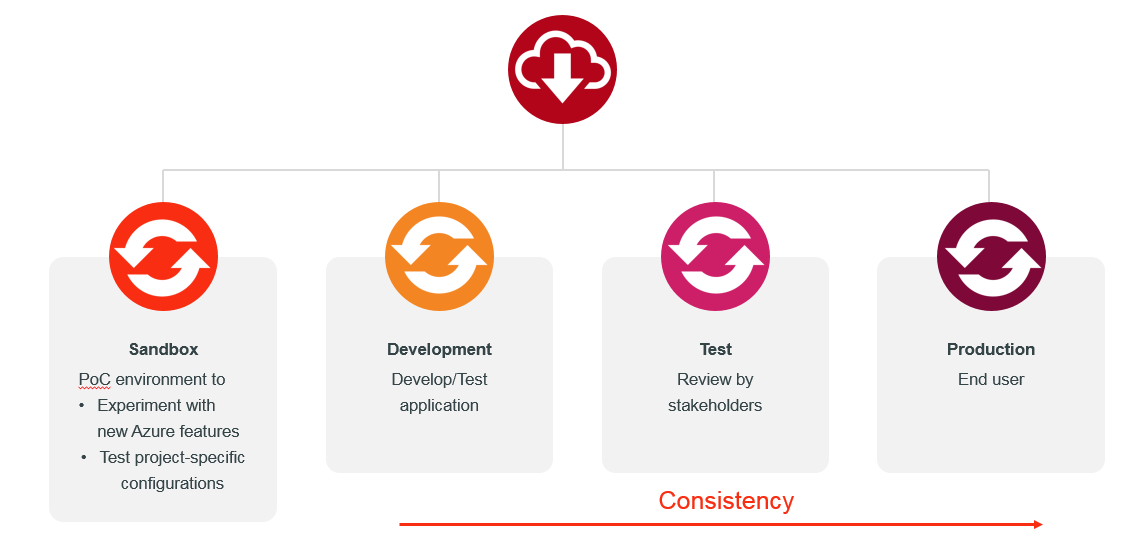 Sandbox
PoC environment to
• Experiment with
new Azure features
• Test project-specific
configurations
Development
Develop/Test
application
Test
Review by
stakeholders
Production
End user
Consistency